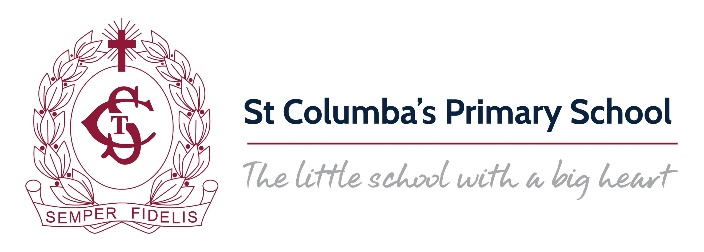 St Columba's Primary School
The little school with a big heart
SEMPER FIDELIS